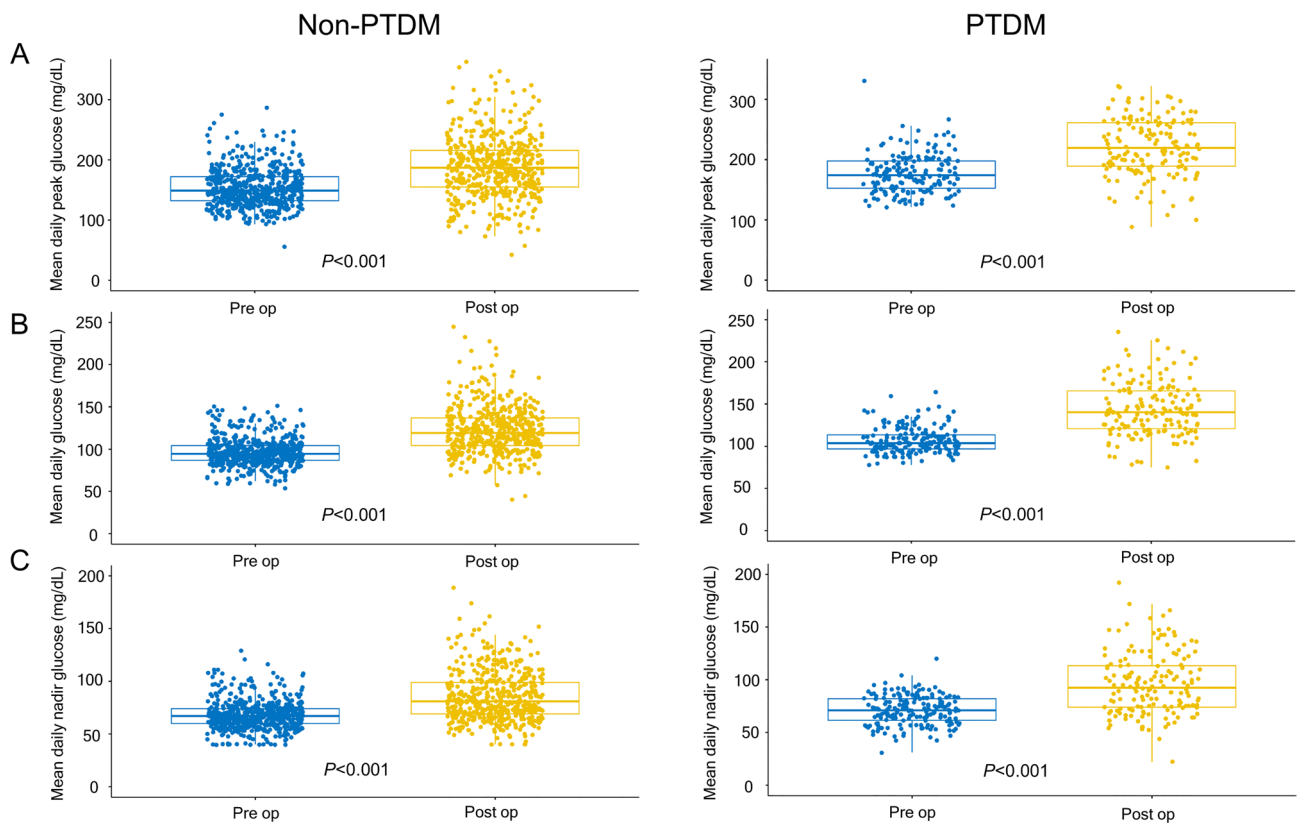 Non-PTDM
PTDM
A
Mean daily peak glucose (mg/dL)
300
200
100
0
P<0.001
Pre op
Post op
Mean daily peak glucose (mg/dL)
300
200
100
0
P<0.001
Pre op
Post op
B
Mean daily glucose (mg/dL)
250
200
150
100
50
0
P<0.001
Pre op
Post op
Mean daily glucose (mg/dL)
250
200
150
100
50
0
P<0.001
Pre op
Post op
C
Mean daily nadir glucose (mg/dL)
200
150
100
50
0
P<0.001
Pre op
Post op
Mean daily nadir glucose (mg/dL)
200
150
100
50
0
P<0.001
Pre op
Post op